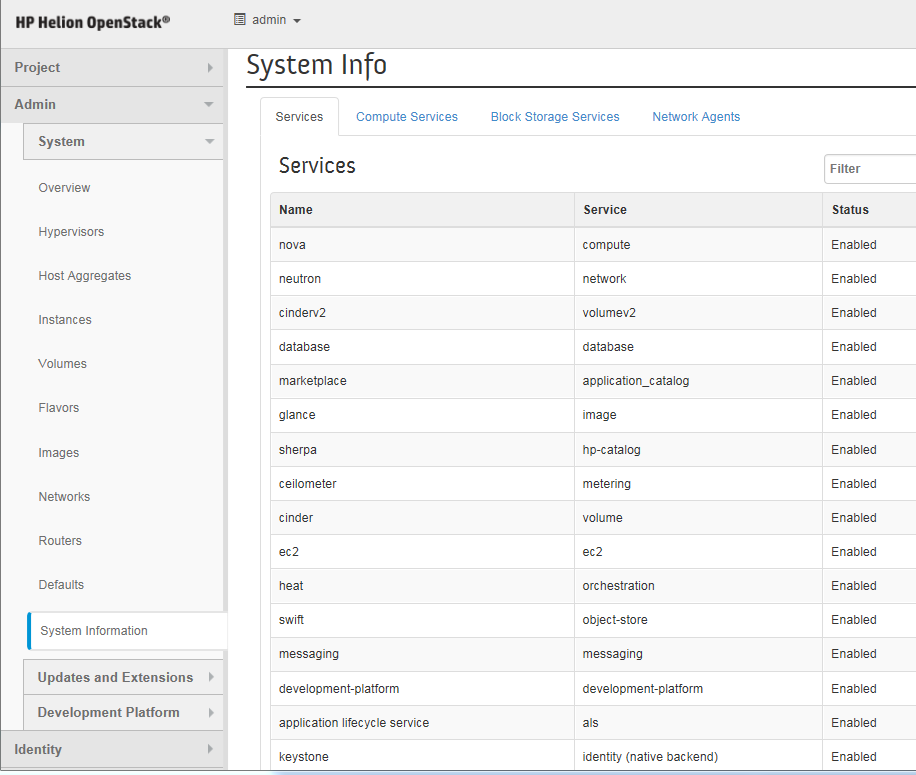 HP Helion OpenStack®
admin
Project
Admin
System
Overview
Hypervisors
Host Aggregates
Instances
Volumes
Flavors
Images
Networks
Routers
Defaults
System Information
Updates and Extensions
Development Platform
Identity
System Info
Services Compute Services Block Storage Services Network Agents
Services
Filter
Name Service Status
nova compute Enabled
neutron network Enabled
cinderv2 volumev2 Enabled
database database Enabled
marketplace application_catalog Enabled
glance image Enabled
sherpa hp-catalog Enabled
ceilometer metering Enabled
cinder volume Enabled
ec2 ec2 Enabled
heat orchestration Enabled
swift object-store Enabled
messaging messaging Enabled
development-platform development-platform Enabled
application lifecycle service als Enabled
keystone identity (native backend) Enabled